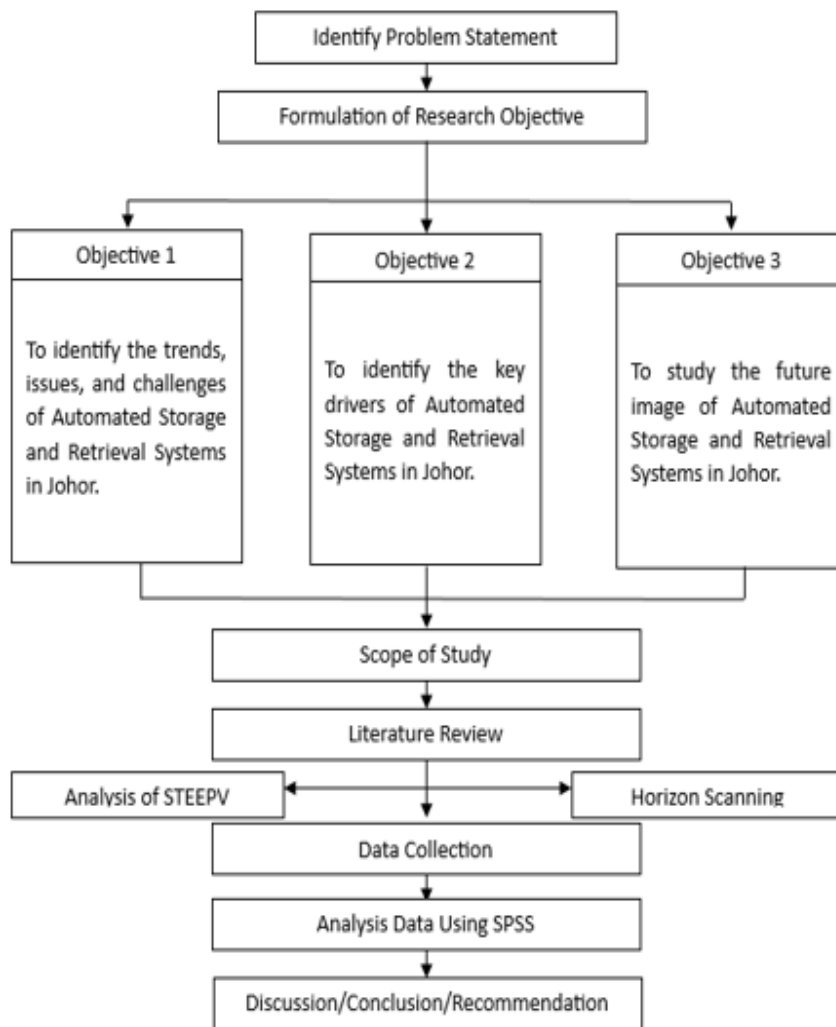 Identify Problem Statement
Formulation of Research Objective
Objective 1
To identify the trends,
issues, and challenges
of Automated Storage
and Retrieval Systems
in Johor.
Objective 2
To identify the key
drivers of Automated
Storage and Retrieval
Systems in Johor.
Objective 3
To study the future
image of Automated
Storage and Retrieval
Systems in Johor.
Scope of Study
Literature Review
Analysis of STEEPV
Horizon Scanning
Data Collection
Analysis Data Using SPSS
Discussion/Conclusion/Recommendation